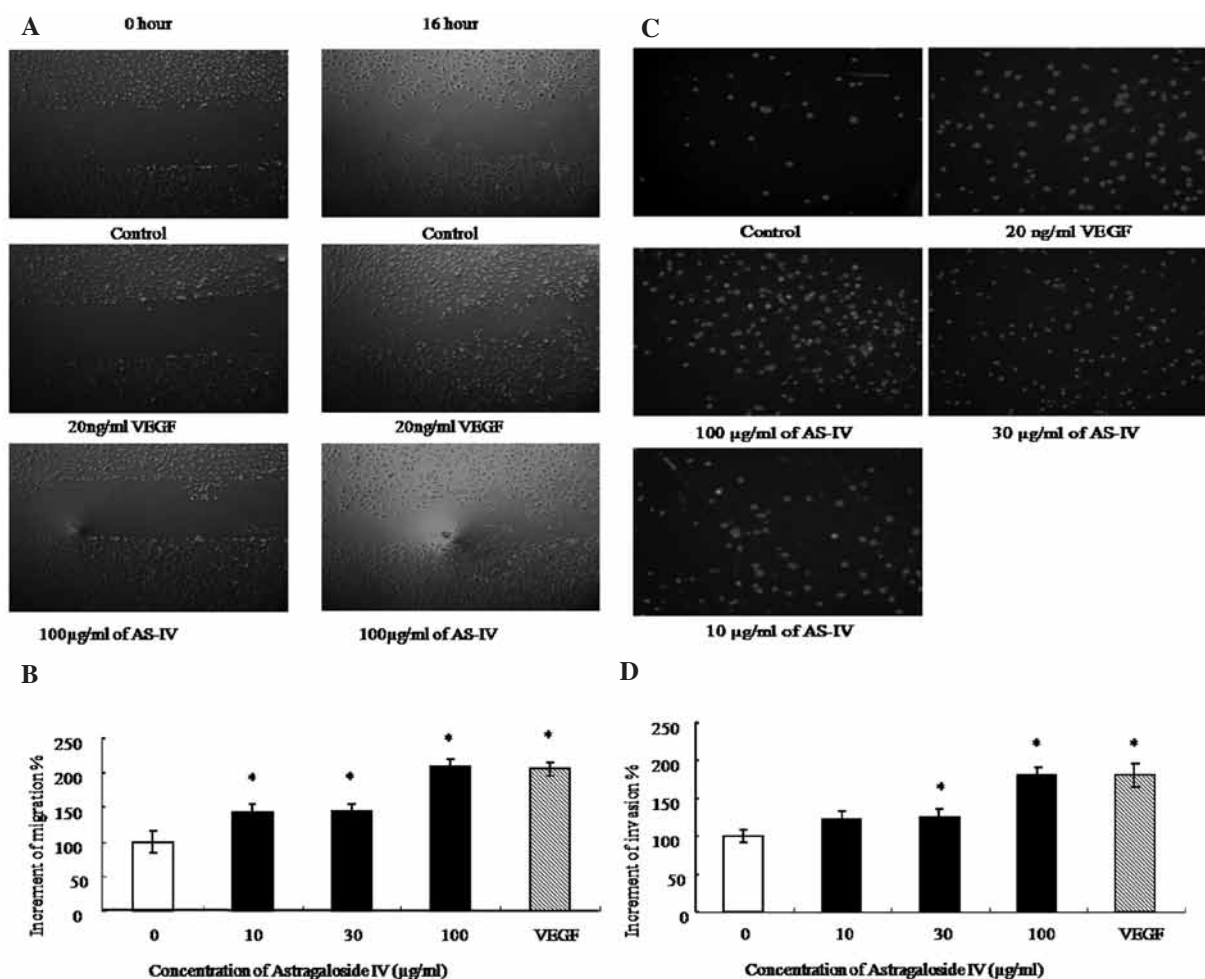 A
0 hour
16 hour
Control
Control
20ng/ml VEGF
20ng/ml VEGF
100µg/ml of AS-IV
100µg/ml of AS-IV
C
Control
20 ng/ml VEGF
100 µg/ml of AS-IV
30 µg/ml of AS-IV
10 µg/ml of AS-IV
B
Increment of migration %
250
200
150
100
50
0
* * * *
0 10 30 100 VEGF
Concentration of Astragaloside IV (µg/ml)
D
Increment of invasion %
250
200
150
100
50
0
* * *
0 10 30 100 VEGF
Concentration of Astragaloside IV (µg/ml)